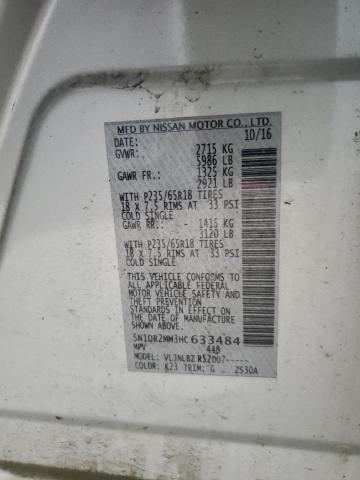 MFD BY NISSAN MOTOR CO., LTD.
DATE: 10/16
GVWR: 2715 KG
5986 LB
GAWR FR.: 1325 KG
2921 LB
WITH P235/65R18 TIRES
18 X 7.5 RIMS AT 33 PSI
COLD SINGLE
GAWR RR.: - 1415 KG
3120 LB
WITH P235/65R18 TIRES
18 X 7.5 RIMS AT 33 PSI
COLD SINGLE
THIS VEHICLE CONFORMS TO
ALL APPLICABLE FEDERAL
MOTOR VEHICLE SAFETY
AND THEFT PREVENTION
STANDARDS IN EFFECT ON
THE DATE OF MANUFACTURE
SHOWN ABOVE.
5N1DR2MM3HC633484
MPV 448
MODEL: VLJNLB2 R52UU7-----
COLOR: K23 TRIM: G . 2S30A